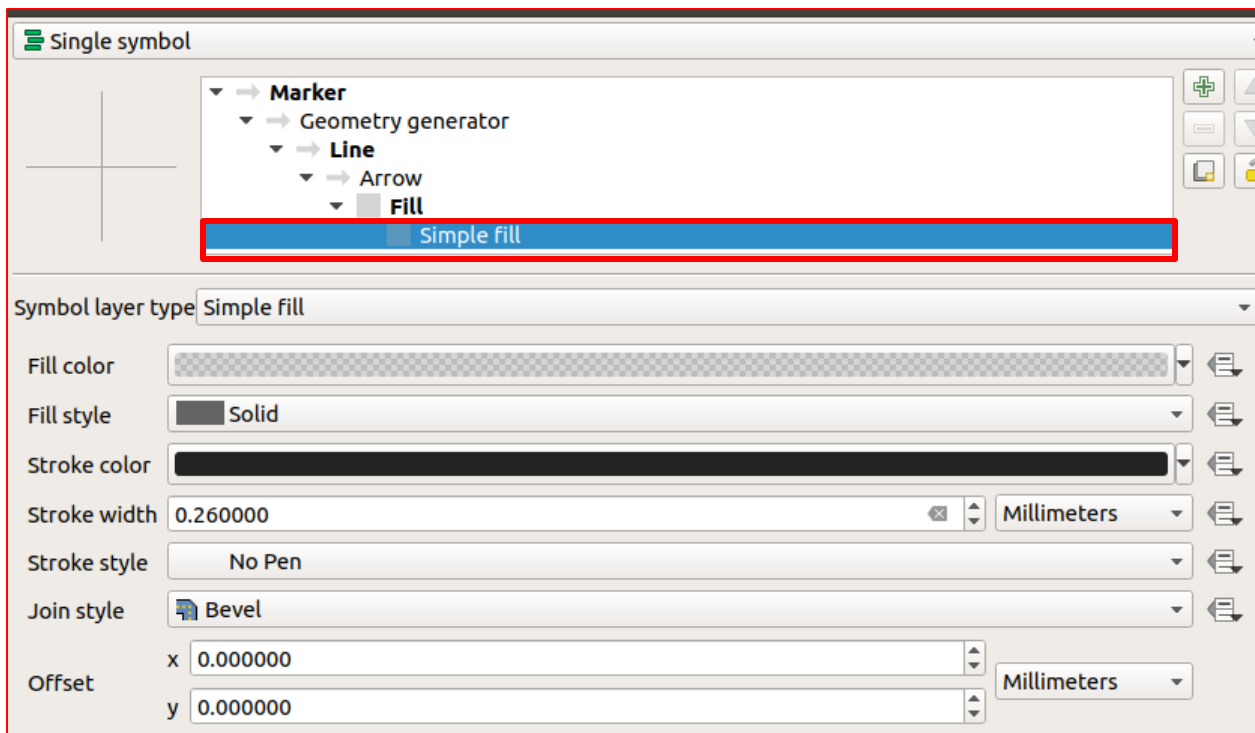 Single symbol
Marker
Geometry generator
Line
Arrow
Fill
Simple fill
Symbol layer type Simple fill
Fill color
Fill style Solid
Stroke color
Stroke width 0.260000 Millimeters
Stroke style No Pen
Join style Bevel
x 0.000000
Offset Millimeters
y 0.000000